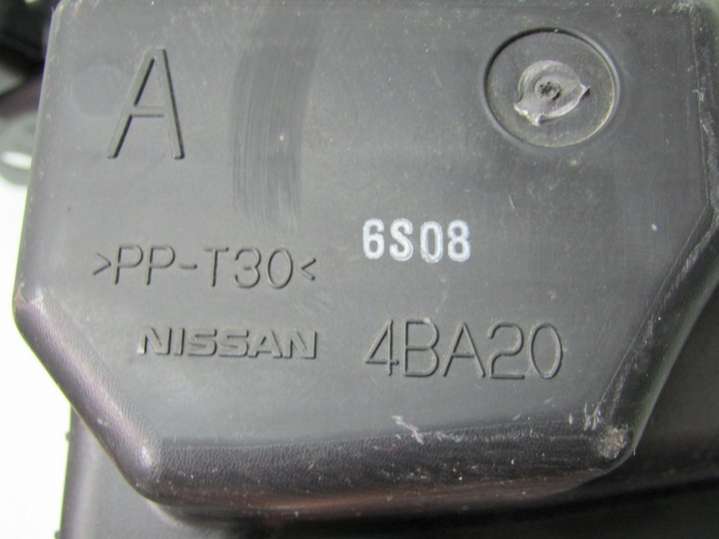 A
6S08
>PP-T30<
NISSAN 4BA20